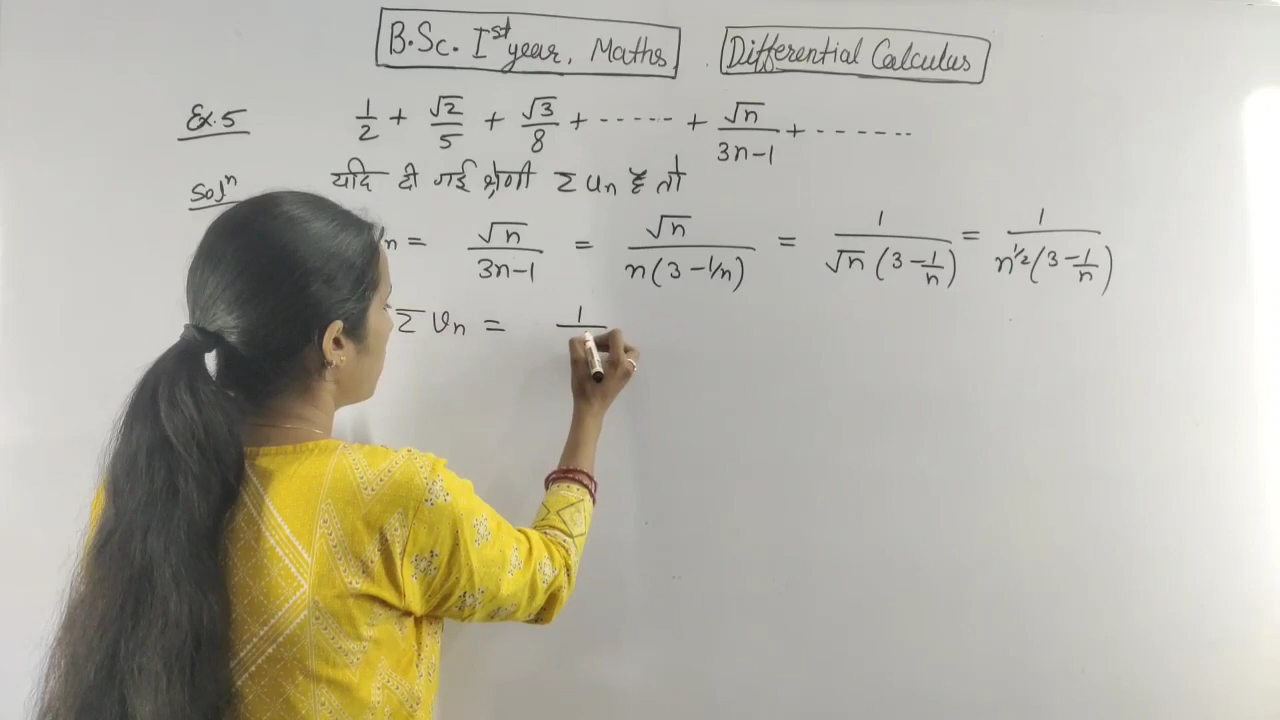 B.Sc. Ist year, Maths. Differential Calculus
Ex.5 1/2 + √2/5 + √3/8 + ------ + √n/3n-1 + -------
Solⁿ यदि दी गई श्रेणी Σ un है तो
n = √n/3n-1 = √n/n(3-1/n) = 1/√n(3-1/n) = 1/n^1/2(3-1/n)
Σ vn = 1/